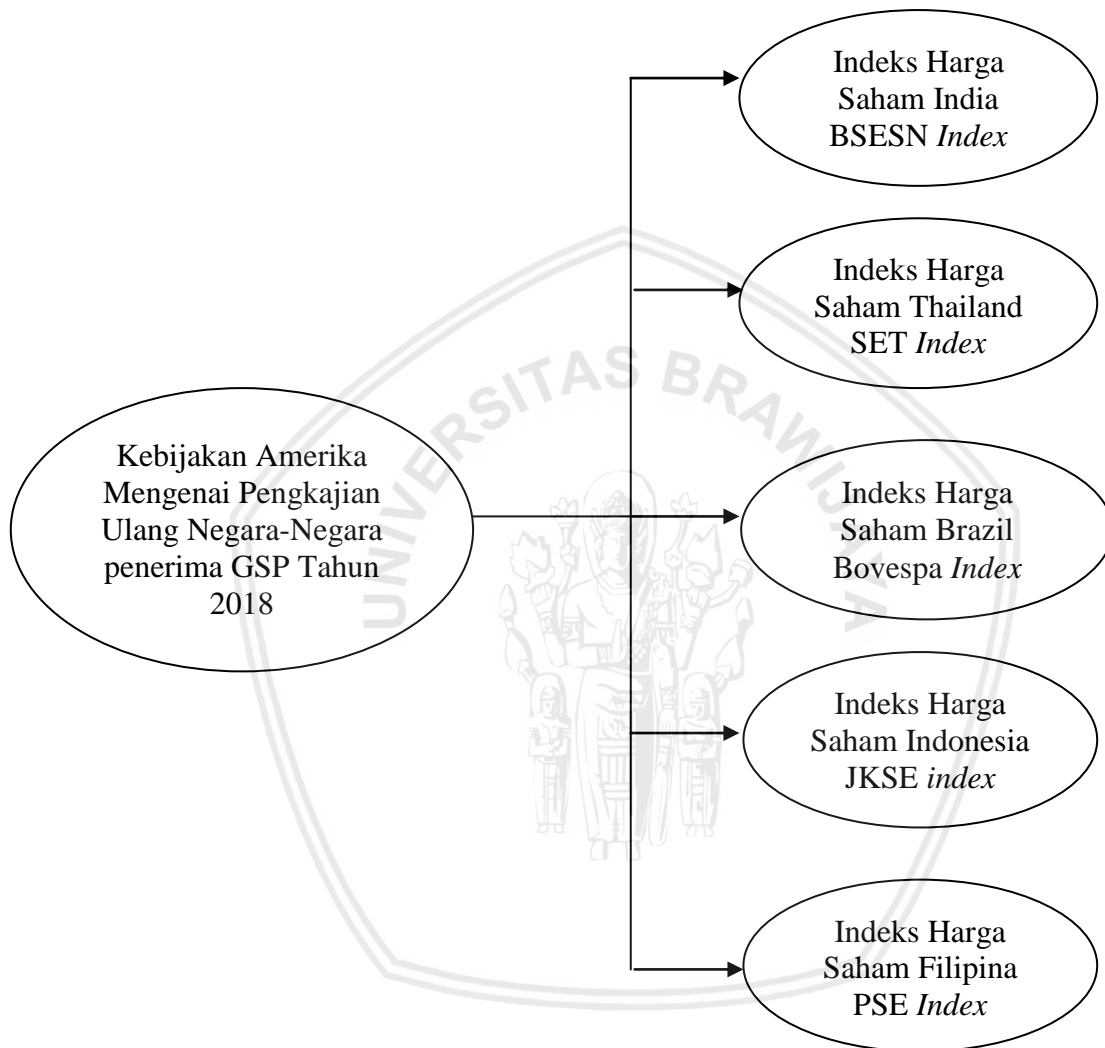 Indeks Harga
Saham India
BSESN Index
Indeks Harga
Saham Thailand
SET Index
Kebijakan Amerika
Mengenai Pengkajian
Ulang Negara-Negara
penerima GSP Tahun
2018
Indeks Harga
Saham Brazil
Bovespa Index
Indeks Harga
Saham Indonesia
JKSE index
Indeks Harga
Saham Filipina
PSE Index
UNIVERSITAS BRAWIJAYA